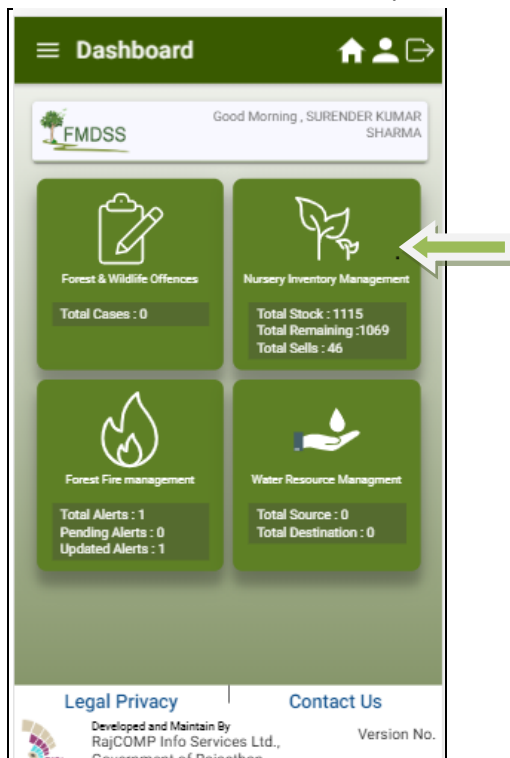 Dashboard
FMDSS
Good Morning , SURENDER KUMAR
SHARMA
Forest & Wildlife Offences
Total Cases : 0
Nursery Inventory Management
Total Stock : 1115
Total Remaining :1069
Total Sells : 46
Forest Fire management
Total Alerts : 1
Pending Alerts : 0
Updated Alerts : 1
Water Resource Managment
Total Source : 0
Total Destination : 0
Legal Privacy
Contact Us
Developed and Maintain By
RajCOMP Info Services Ltd.,
Version No.
Government of Rajasthan